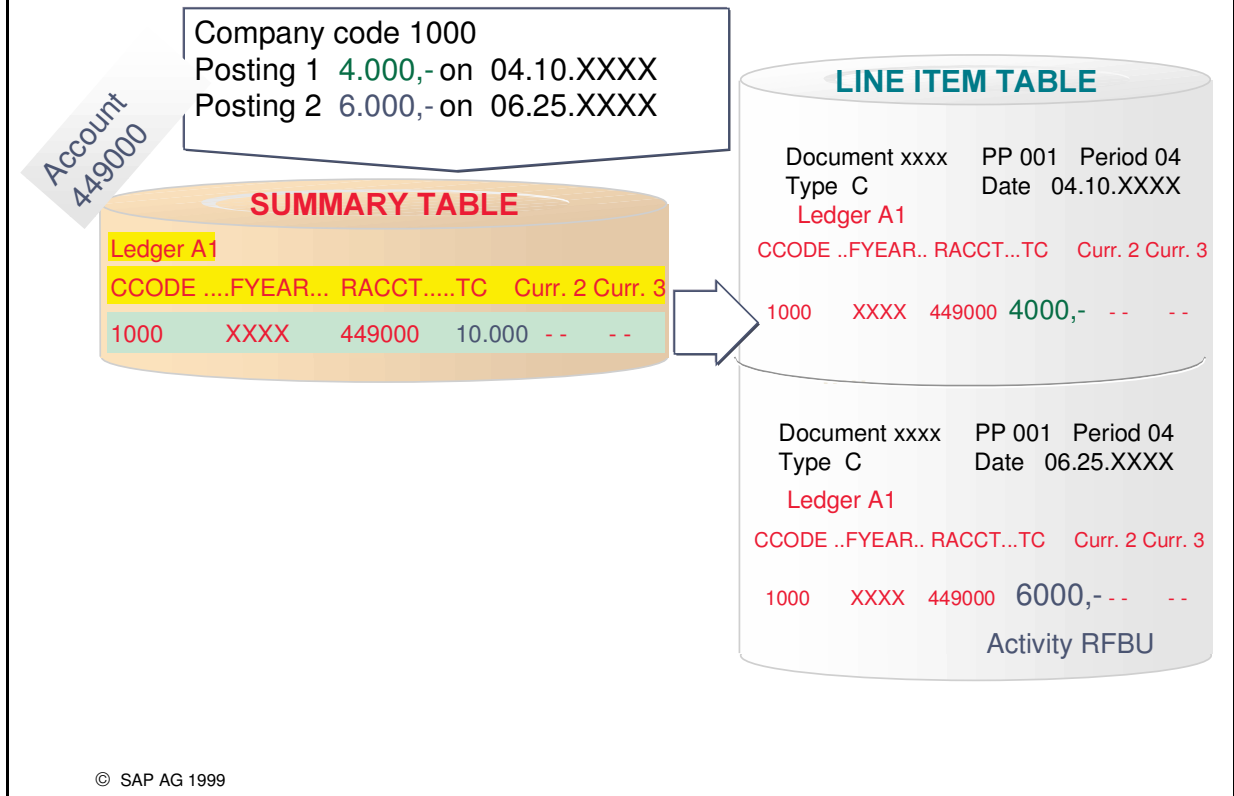 Company code 1000
Posting 1 4.000,- on 04.10.XXXX
Posting 2 6.000,- on 06.25.XXXX
Account
449000
SUMMARY TABLE
Ledger A1
CCODE ....FYEAR... RACCT.....TC Curr. 2 Curr. 3
1000 XXXX 449000 10.000 - - - -
LINE ITEM TABLE
Document xxxx PP 001 Period 04
Type C Date 04.10.XXXX
Ledger A1
CCODE ..FYEAR.. RACCT...TC Curr. 2 Curr. 3
1000 XXXX 449000 4000,- - - - -
Document xxxx PP 001 Period 04
Type C Date 06.25.XXXX
Ledger A1
CCODE ..FYEAR.. RACCT...TC Curr. 2 Curr. 3
1000 XXXX 449000 6000,- - - - -
Activity RFBU
© SAP AG 1999